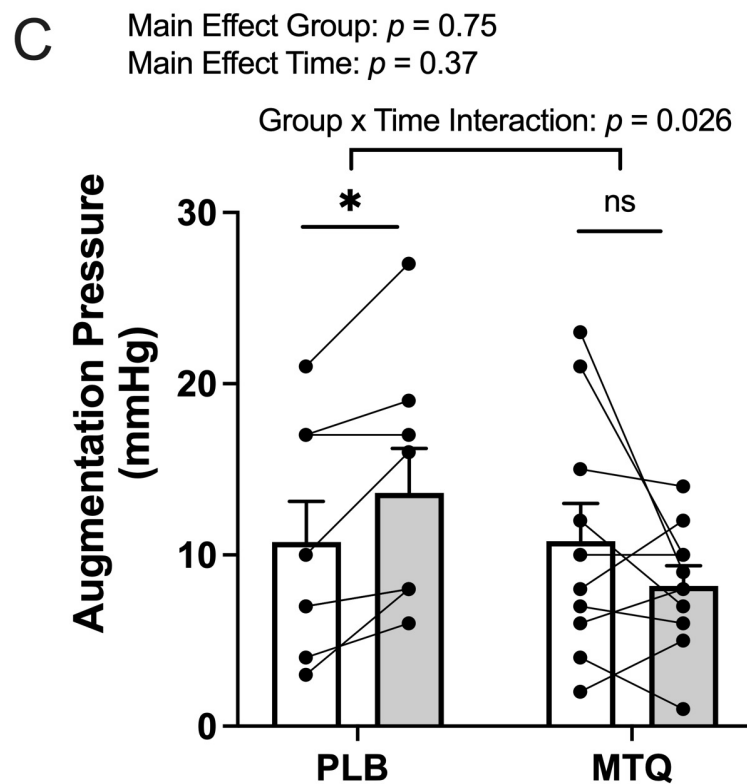 C
Main Effect Group: p = 0.75
Main Effect Time: p = 0.37
Group x Time Interaction: p = 0.026
*
ns
Augmentation Pressure
(mmHg)
30
20
10
0
PLB
MTQ